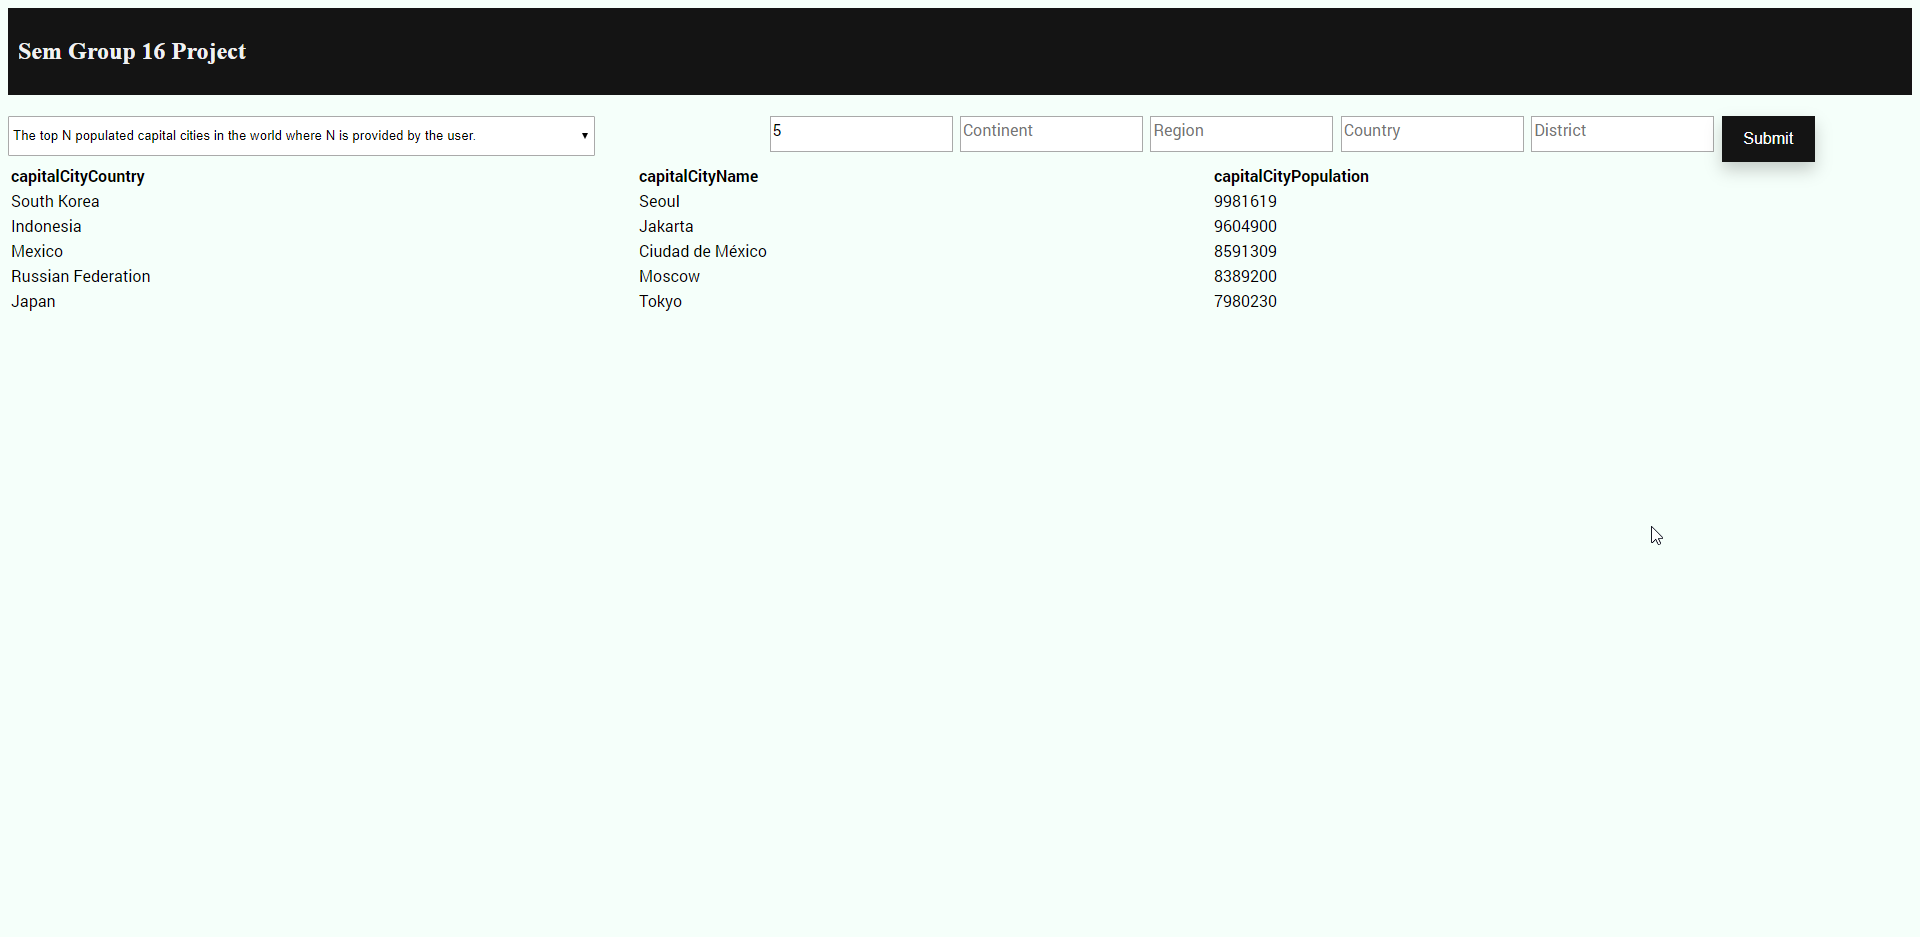 Sem Group 16 Project
The top N populated capital cities in the world where N is provided by the user. 5 Continent Region Country District Submit
capitalCityCountry capitalCityName capitalCityPopulation
South Korea Seoul 9981619
Indonesia Jakarta 9604900
Mexico Ciudad de México 8591309
Russian Federation Moscow 8389200
Japan Tokyo 7980230